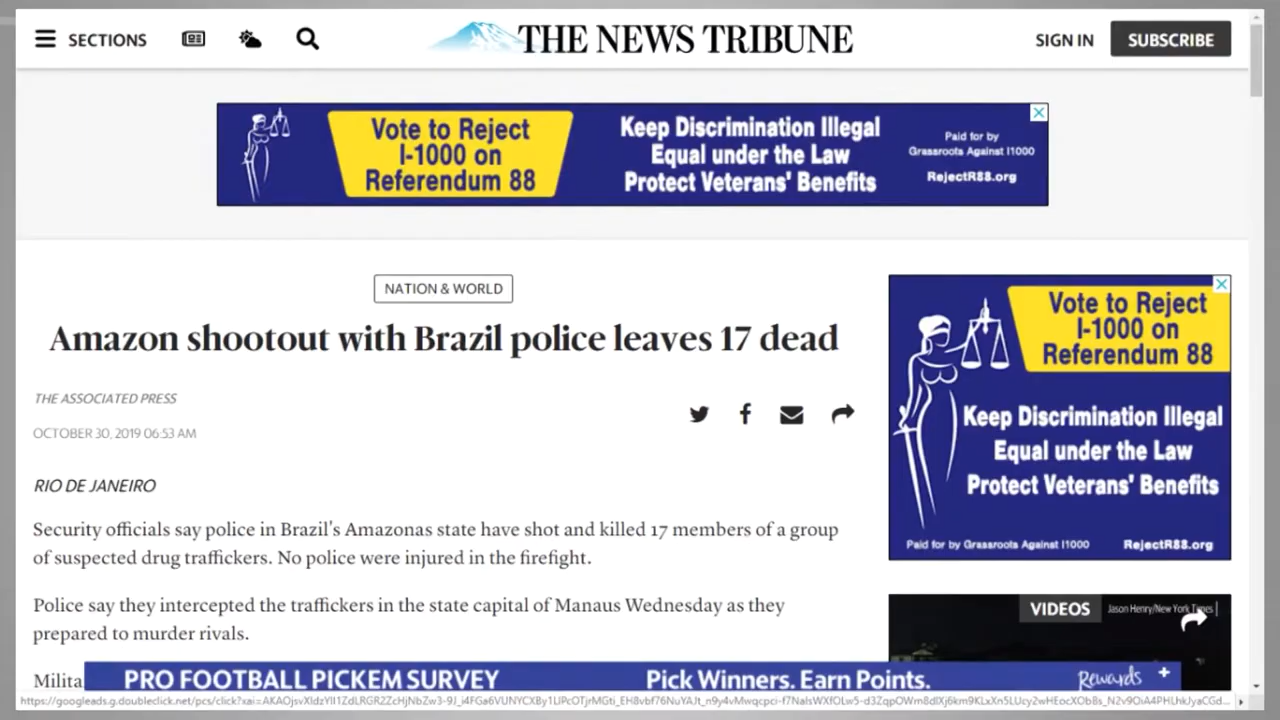 SECTIONS
THE NEWS TRIBUNE
SIGN IN
SUBSCRIBE
Vote to Reject
I-1000 on
Referendum 88
Keep Discrimination Illegal
Equal under the Law
Protect Veterans' Benefits
Paid for by
Grassroots Against I1000
RejectR88.org
NATION & WORLD
Amazon shootout with Brazil police leaves 17 dead
THE ASSOCIATED PRESS
OCTOBER 30, 2019 06:53 AM
RIO DE JANEIRO
Security officials say police in Brazil's Amazonas state have shot and killed 17 members of a group
of suspected drug traffickers. No police were injured in the firefight.
Police say they intercepted the traffickers in the state capital of Manaus Wednesday as they
prepared to murder rivals.
Milita
Vote to Reject
I-1000 on
Referendum 88
Keep Discrimination Illegal
Equal under the Law
Protect Veterans' Benefits
Paid for by Grassroots Against I1000 RejectR88.org
VIDEOS Jason Henry/New York Times |
PRO FOOTBALL PICKEM SURVEY Pick Winners. Earn Points. Rewards +